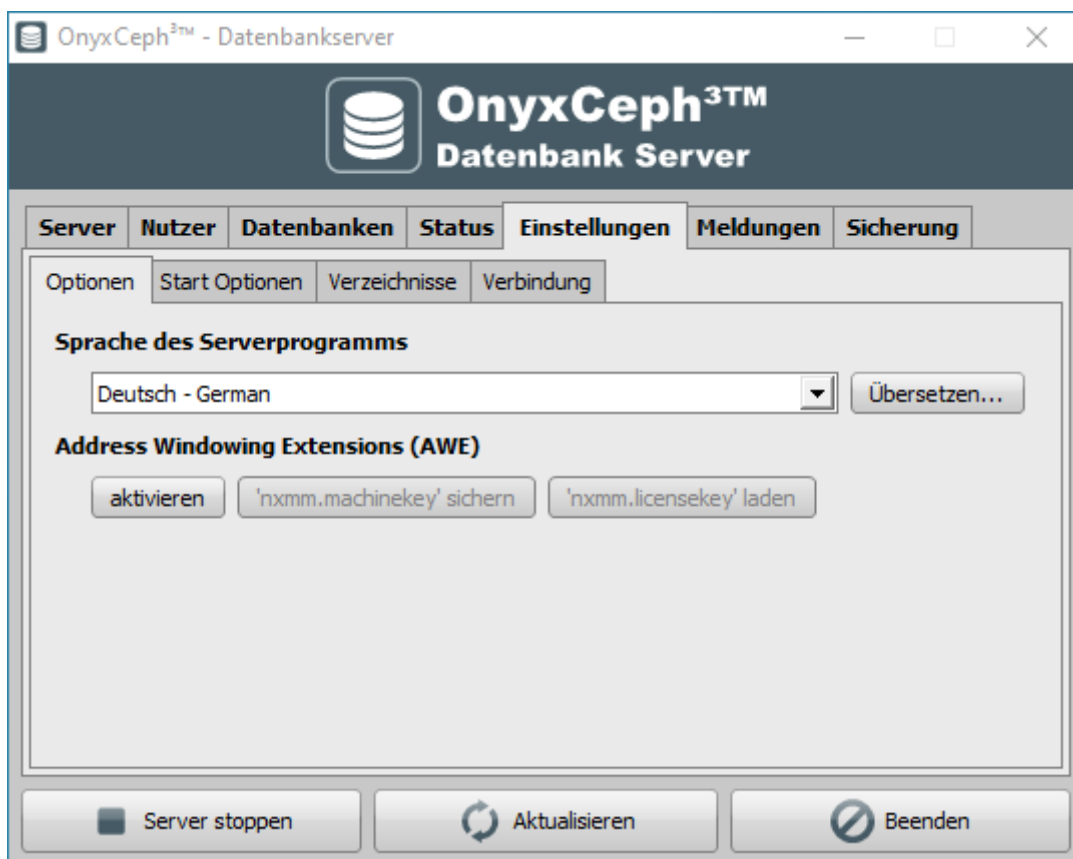 OnyxCeph³™ - Datenbankserver
OnyxCeph³™
Datenbank Server
Server Nutzer Datenbanken Status Einstellungen Meldungen Sicherung
Optionen Start Optionen Verzeichnisse Verbindung
Sprache des Serverprogramms
Deutsch - German Übersetzen...
Address Windowing Extensions (AWE)
aktivieren 'nxmm.machinekey' sichern 'nxmm.licensekey' laden
Server stoppen Aktualisieren Beenden